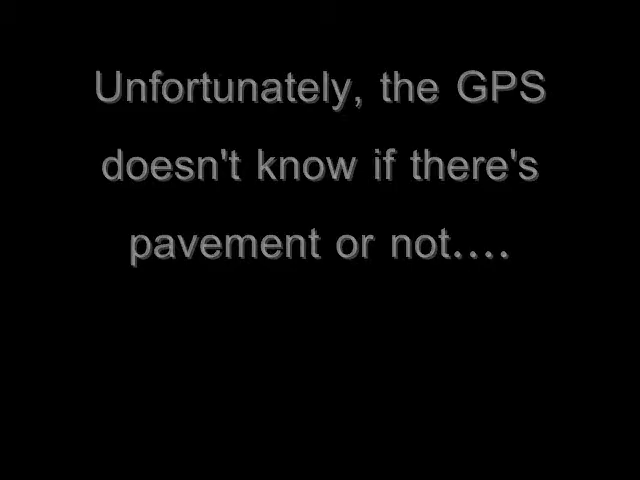 Unfortunately, the GPS
doesn't know if there's
pavement or not....